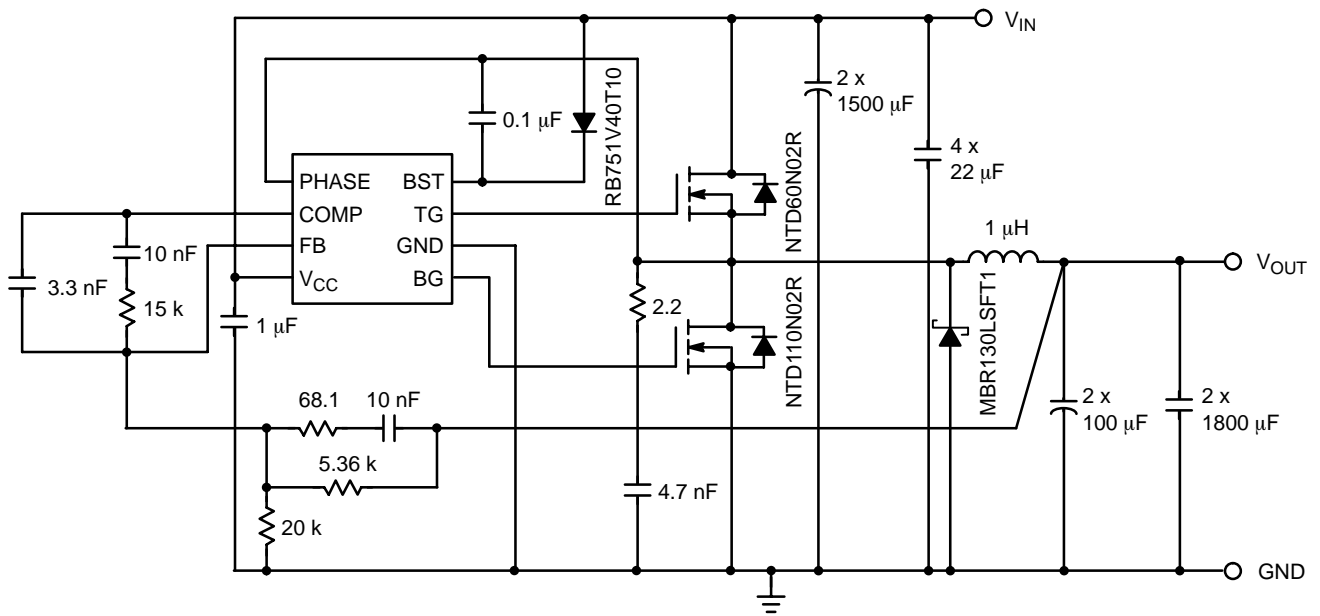 V_IN
2 x
1500 μF
0.1 μF
RB751V40T10
4 x
22 μF
PHASE BST
COMP TG
FB GND
V_CC BG
NTD60N02R
10 nF
3.3 nF
15 k
1 μF
2.2
NTD110N02R
1 μH
V_OUT
MBR130LSFT1
2 x
100 μF
2 x
1800 μF
68.1
10 nF
5.36 k
4.7 nF
20 k
GND